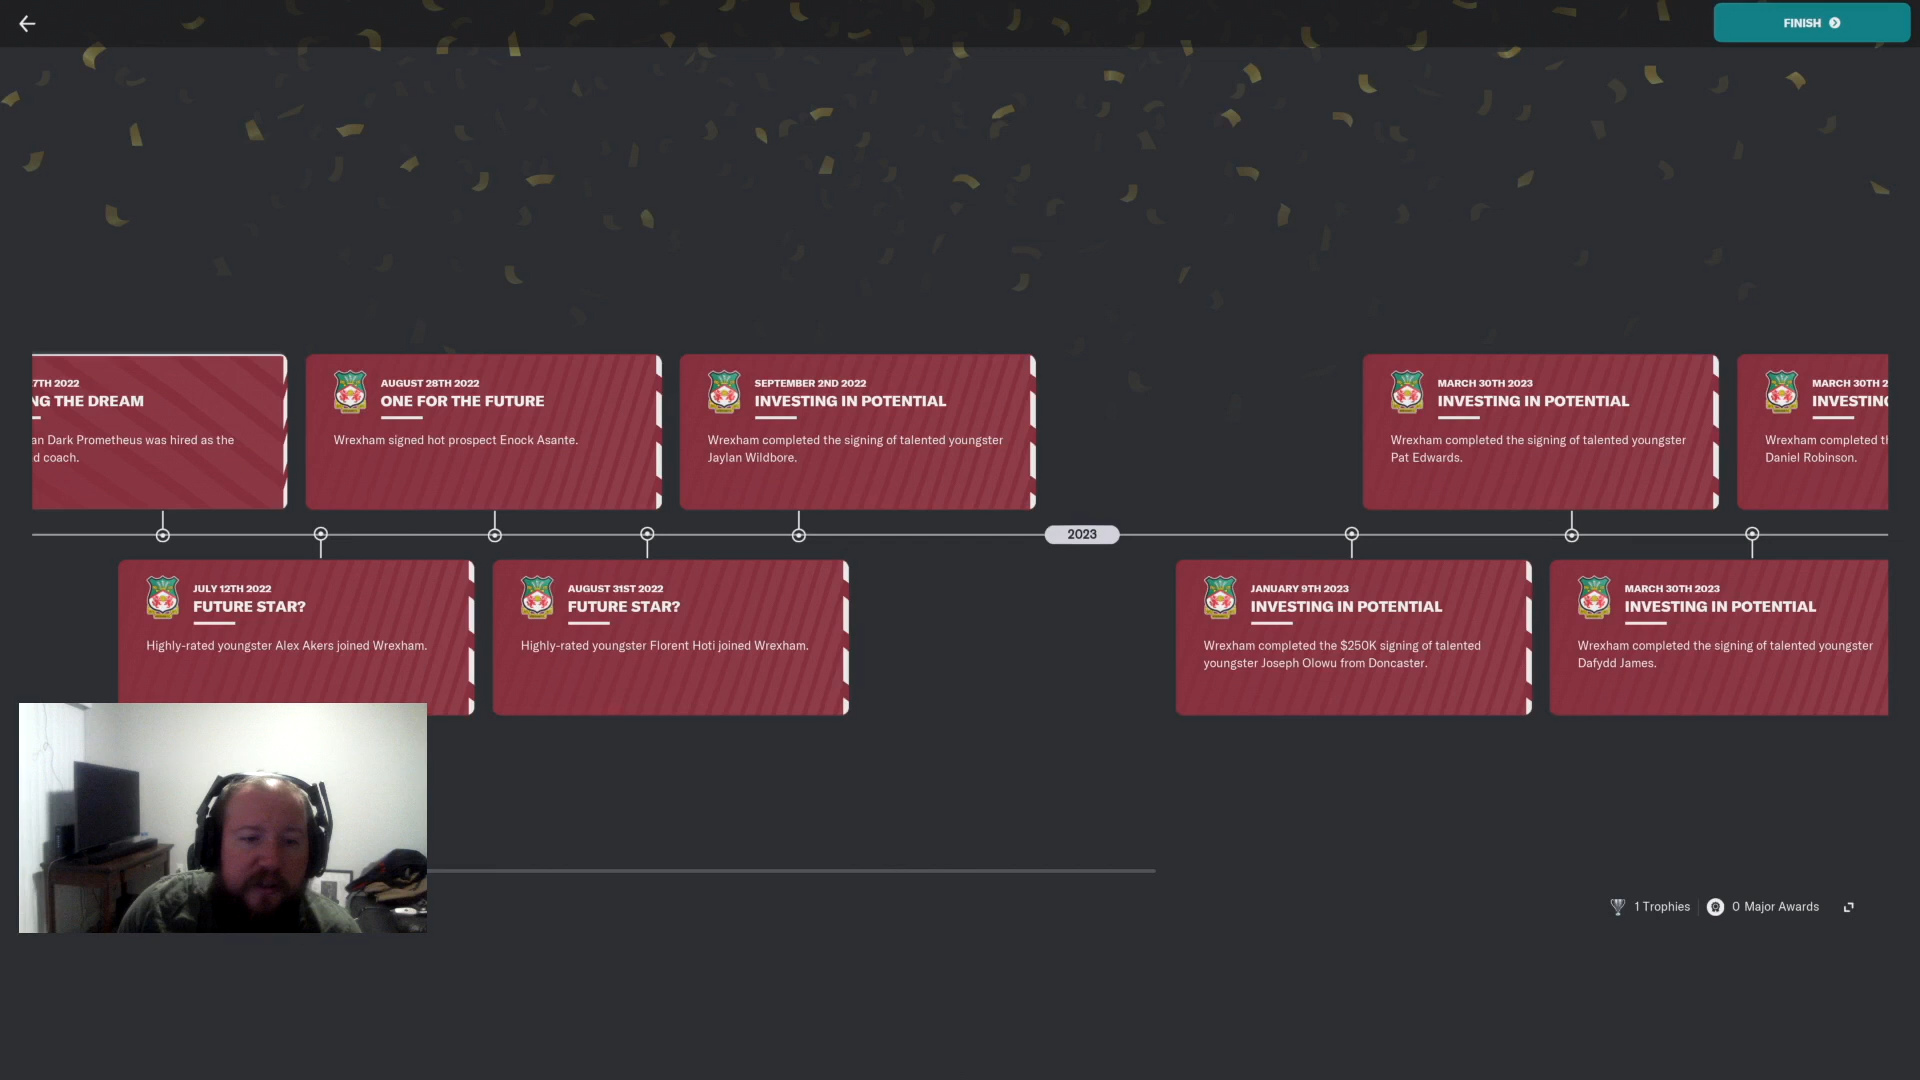 FINISH
7TH 2022
NG THE DREAM
an Dark Prometheus was hired as the
d coach.
AUGUST 28TH 2022
ONE FOR THE FUTURE
Wrexham signed hot prospect Enock Asante.
SEPTEMBER 2ND 2022
INVESTING IN POTENTIAL
Wrexham completed the signing of talented youngster
Jaylan Wildbore.
MARCH 30TH 2023
INVESTING IN POTENTIAL
Wrexham completed the signing of talented youngster
Pat Edwards.
MARCH 30TH 2
INVESTING
Wrexham completed th
Daniel Robinson.
2023
JULY 12TH 2022
FUTURE STAR?
Highly-rated youngster Alex Akers joined Wrexham.
AUGUST 31ST 2022
FUTURE STAR?
Highly-rated youngster Florent Hoti joined Wrexham.
JANUARY 9TH 2023
INVESTING IN POTENTIAL
Wrexham completed the $250K signing of talented
youngster Joseph Olowu from Doncaster.
MARCH 30TH 2023
INVESTING IN POTENTIAL
Wrexham completed the signing of talented youngster
Dafydd James.
1 Trophies
0 Major Awards